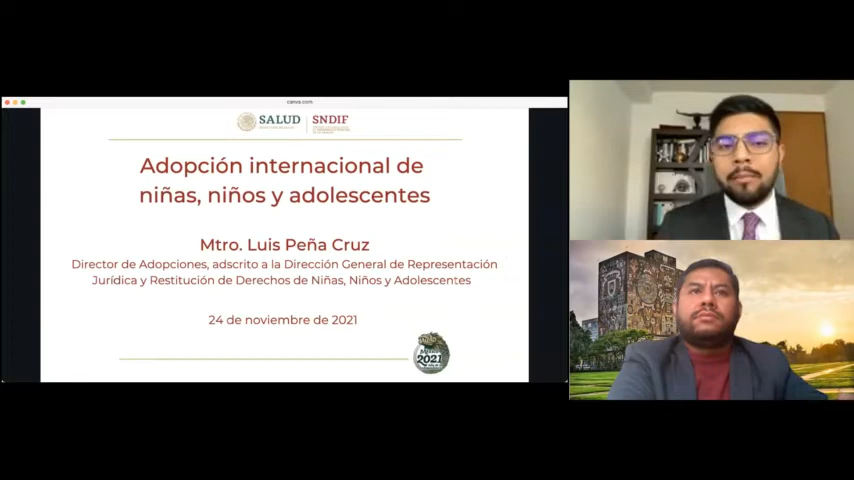 canva.com
SALUD
SNDIF
Adopción internacional de
niñas, niños y adolescentes
Mtro. Luis Peña Cruz
Director de Adopciones, adscrito a la Dirección General de Representación
Jurídica y Restitución de Derechos de Niñas, Niños y Adolescentes
24 de noviembre de 2021
2021